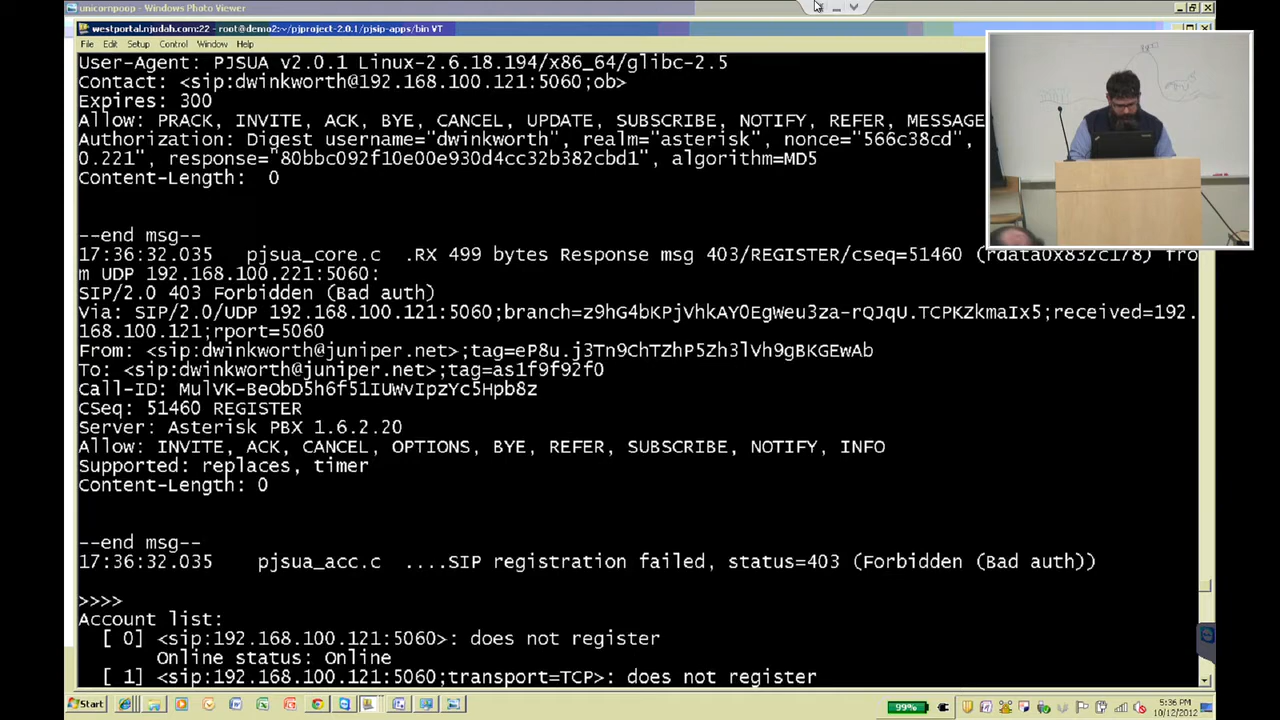 unicornpoop - Windows Photo Viewer
westportal.njudah.com:22 - root@demo2:~/pjproject-2.0.1/pjsip-apps/bin VT
File Edit Setup Control Window Help
User-Agent: PJSUA v2.0.1 Linux-2.6.18.194/x86_64/glibc-2.5
Contact: <sip:dwinkworth@192.168.100.121:5060;ob>
Expires: 300
Allow: PRACK, INVITE, ACK, BYE, CANCEL, UPDATE, SUBSCRIBE, NOTIFY, REFER, MESSAGE
Authorization: Digest username="dwinkworth", realm="asterisk", nonce="566c38cd",
0.221", response="80bbc092f10e00e930d4cc32b382cbd1", algorithm=MD5
Content-Length:  0
--end msg--
17:36:32.035   pjsua_core.c  .RX 499 bytes Response msg 403/REGISTER/cseq=51460 (rdata0x832c178) fro
m UDP 192.168.100.221:5060:
SIP/2.0 403 Forbidden (Bad auth)
Via: SIP/2.0/UDP 192.168.100.121:5060;branch=z9hG4bKPjVhkAY0EgWeu3za-rQJqU.TCPKZkmaIx5;received=192.
168.100.121;rport=5060
From: <sip:dwinkworth@juniper.net>;tag=eP8u.j3Tn9ChTZhP5Zh3lVh9gBKGEwAb
To: <sip:dwinkworth@juniper.net>;tag=as1f9f92f0
Call-ID: MulVK-BeObD5h6f51IUWvIpzYc5Hpb8z
CSeq: 51460 REGISTER
Server: Asterisk PBX 1.6.2.20
Allow: INVITE, ACK, CANCEL, OPTIONS, BYE, REFER, SUBSCRIBE, NOTIFY, INFO
Supported: replaces, timer
Content-Length: 0
--end msg--
17:36:32.035    pjsua_acc.c  ....SIP registration failed, status=403 (Forbidden (Bad auth))
>>>>
Account list:
[ 0] <sip:192.168.100.121:5060>: does not register
Online status: Online
[ 1] <sip:192.168.100.121:5060;transport=TCP>: does not register
Start
99%
5:36 PM
10/12/2012